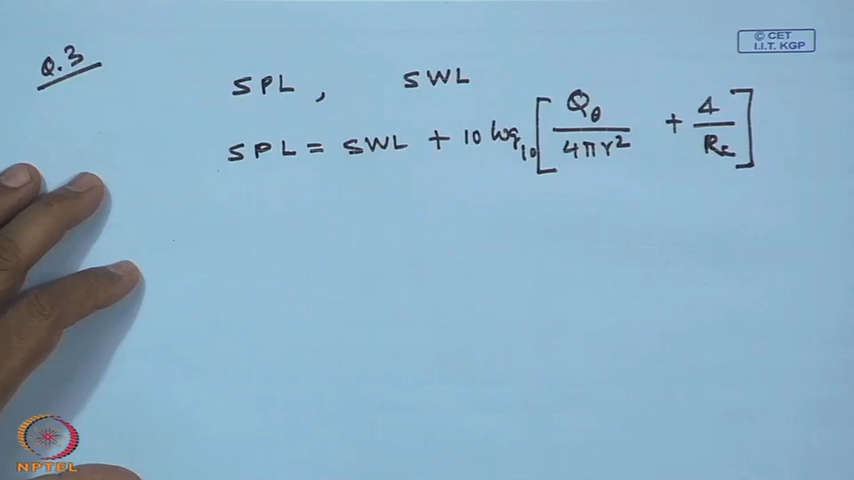 © CET
I.I.T. KGP
Q.3
SPL, SWL
SPL = SWL + 10 log₁₀ [ Qθ / 4πr² + 4 / Rc ]
NPTEL